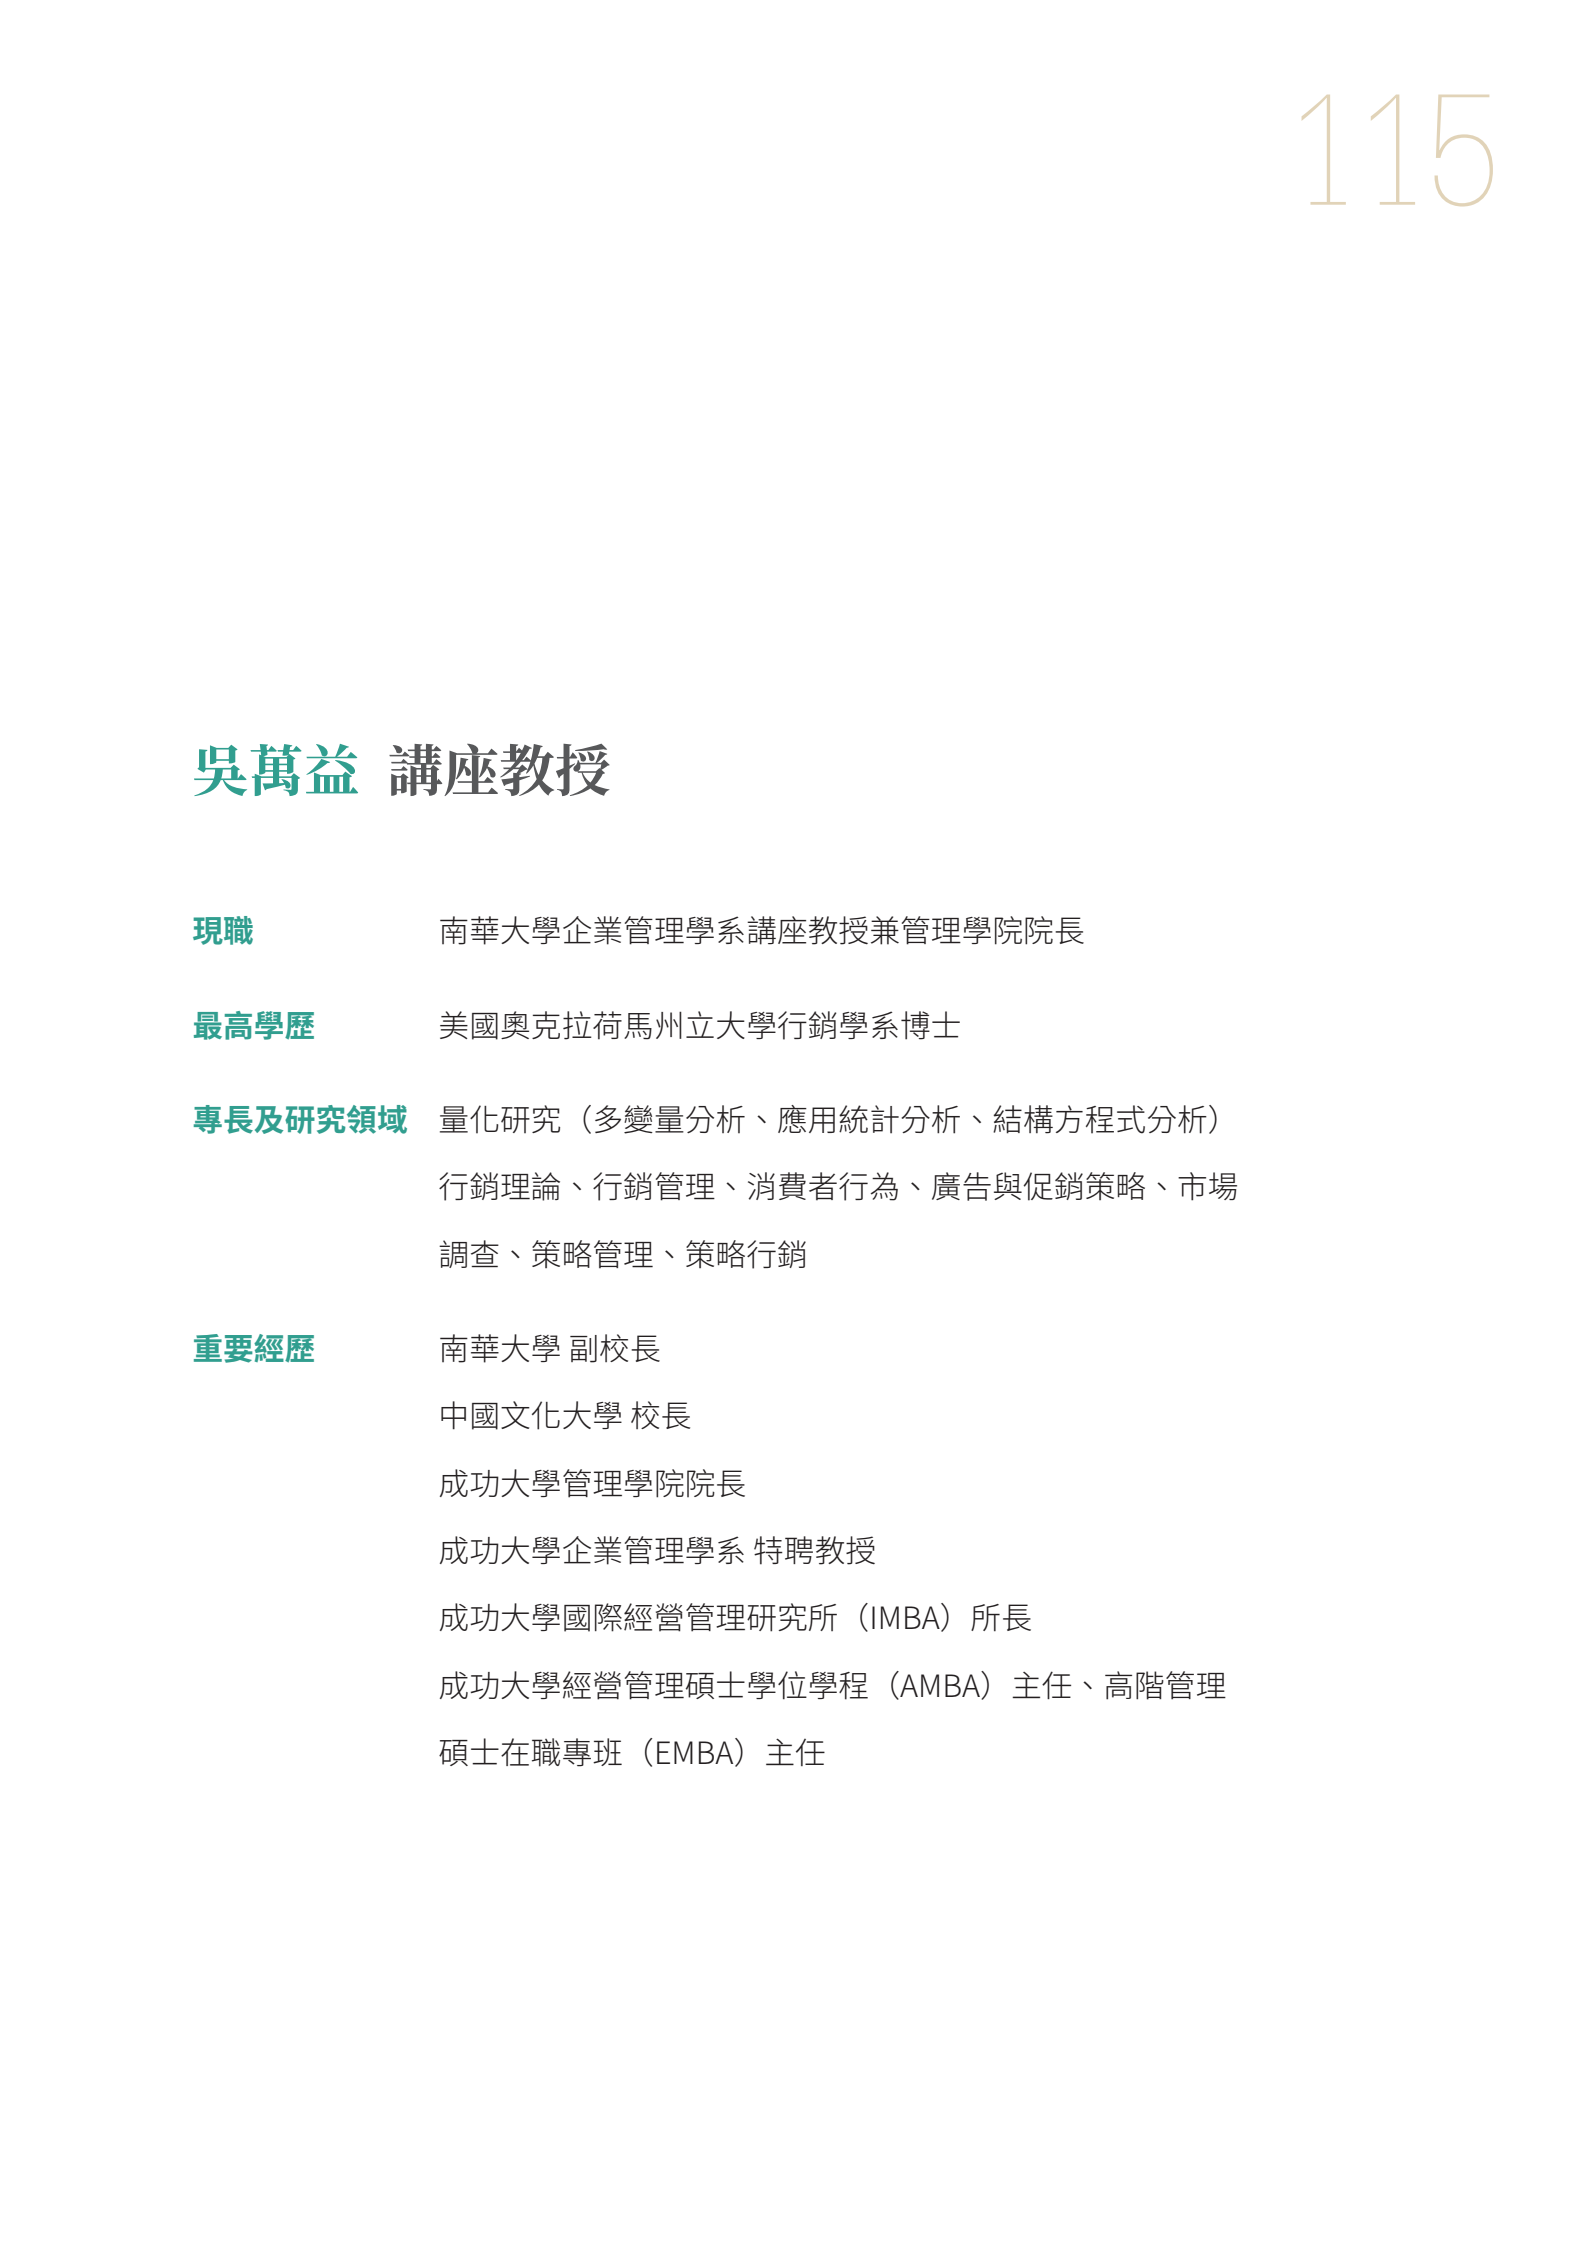 115
吳萬益 講座教授
現職 南華大學企業管理學系講座教授兼管理學院院長
最高學歷 美國奧克拉荷馬州立大學行銷學系博士
專長及研究領域 量化研究（多變量分析、應用統計分析、結構方程式分析）
行銷理論、行銷管理、消費者行為、廣告與促銷策略、市場
調查、策略管理、策略行銷
重要經歷 南華大學 副校長
中國文化大學 校長
成功大學管理學院院長
成功大學企業管理學系 特聘教授
成功大學國際經營管理研究所（IMBA）所長
成功大學經營管理碩士學位學程（AMBA）主任、高階管理
碩士在職專班（EMBA）主任